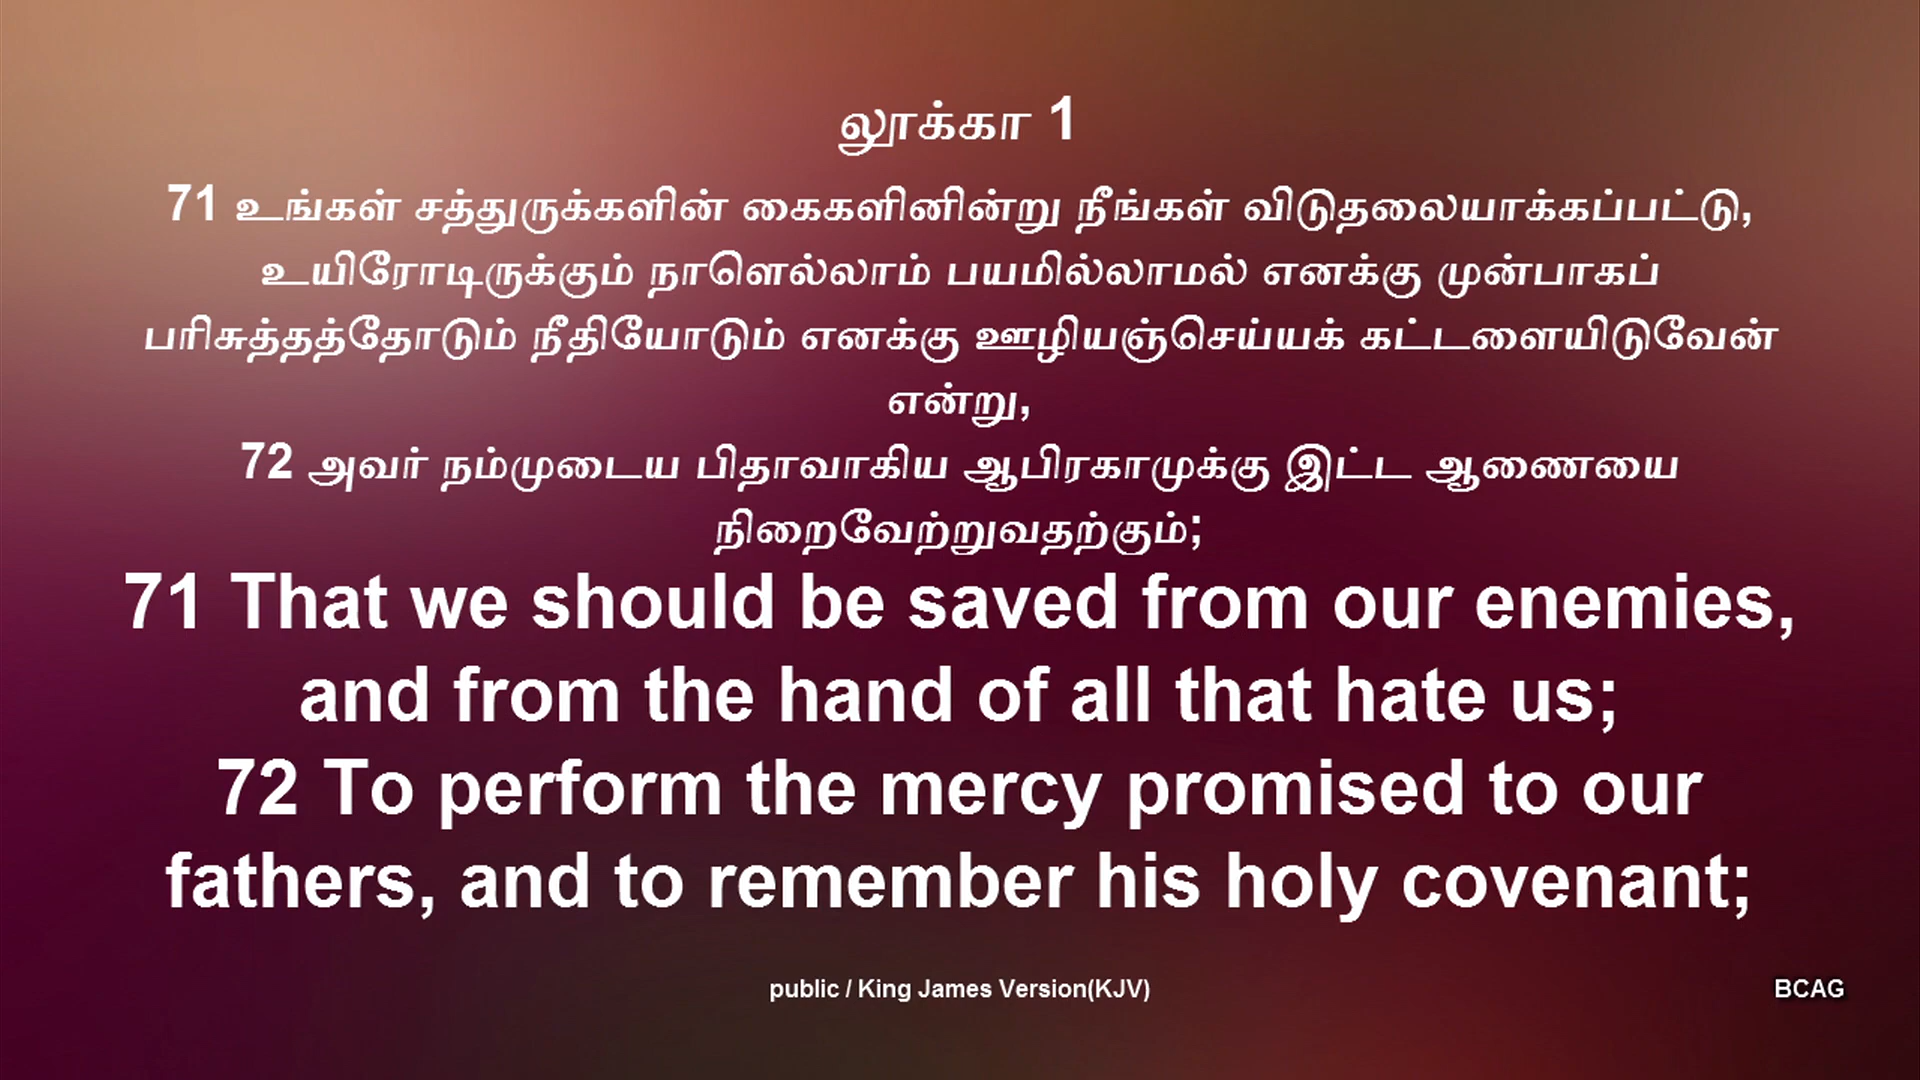 லூக்கா 1
71 உங்கள் சத்துருக்களின் கைகளினின்று நீங்கள் விடுதலையாக்கப்பட்டு,
உயிரோடிருக்கும் நாளெல்லாம் பயமில்லாமல் எனக்கு முன்பாகப்
பரிசுத்தத்தோடும் நீதியோடும் எனக்கு ஊழியஞ்செய்யக் கட்டளையிடுவேன்
என்று,
72 அவர் நம்முடைய பிதாவாகிய ஆபிரகாமுக்கு இட்ட ஆணையை
நிறைவேற்றுவதற்கும்;
71 That we should be saved from our enemies,
and from the hand of all that hate us;
72 To perform the mercy promised to our
fathers, and to remember his holy covenant;
public / King James Version(KJV)
BCAG